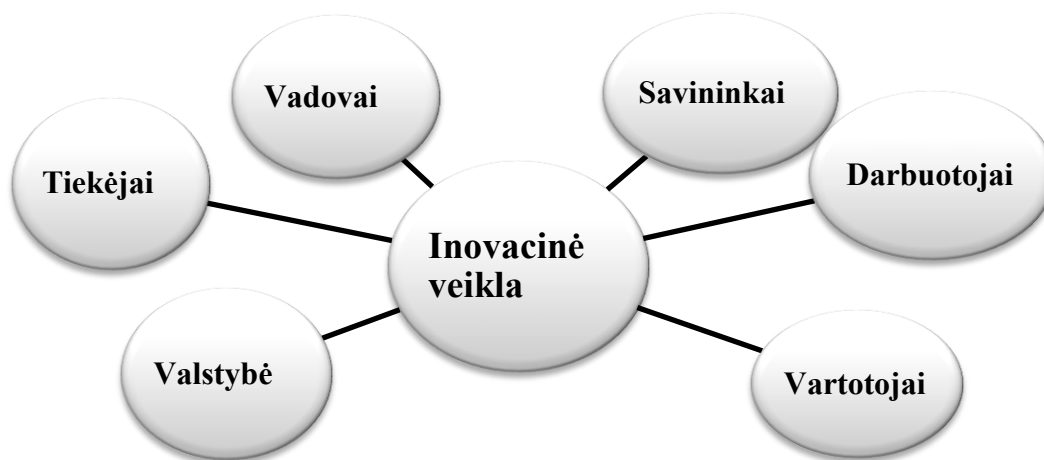 Vadovai
Savininkai
Tiekėjai
Darbuotojai
Inovacinė
veikla
Valstybė
Vartotojai